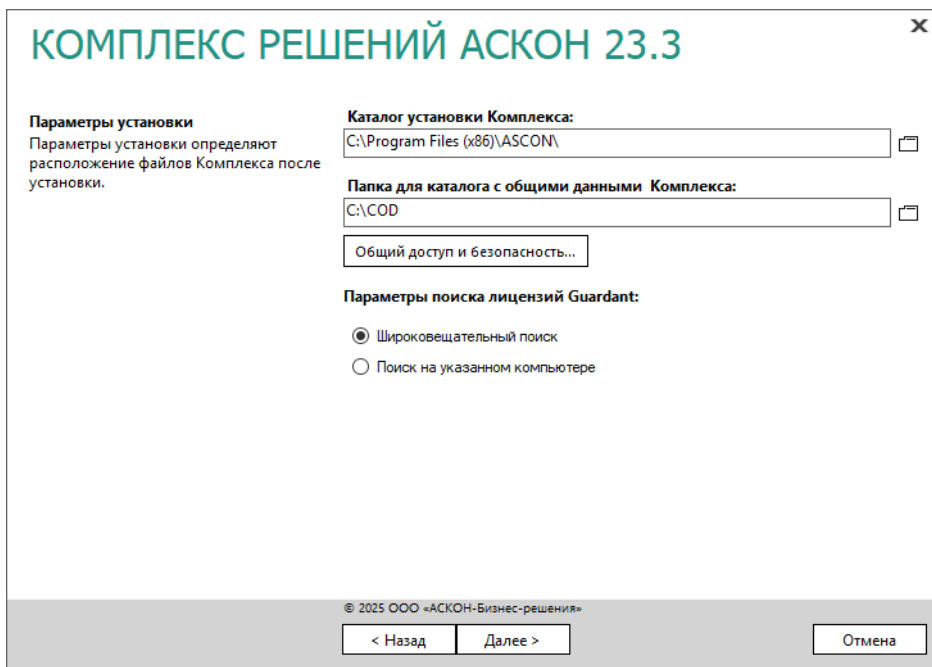 КОМПЛЕКС РЕШЕНИЙ АСКОН 23.3
Параметры установки
Параметры установки определяют
расположение файлов Комплекса после
установки.
Каталог установки Комплекса:
C:\Program Files (x86)\ASCON\
Папка для каталога с общими данными Комплекса:
C:\COD
Общий доступ и безопасность...
Параметры поиска лицензий Guardant:
Широковещательный поиск
Поиск на указанном компьютере
© 2025 ООО «АСКОН-Бизнес-решения»
< Назад
Далее >
Отмена